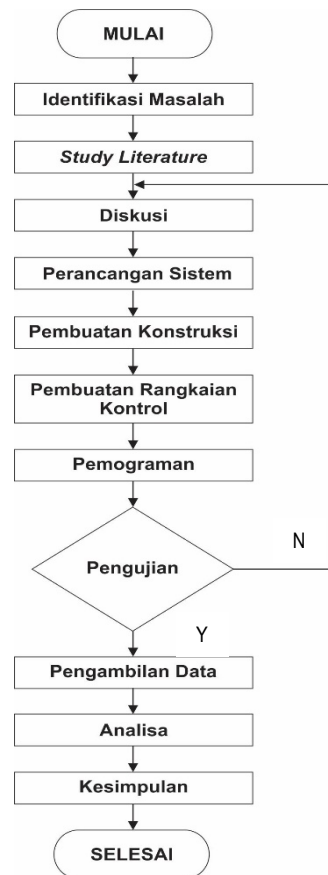 MULAI
Identifikasi Masalah
Study Literature
Diskusi
Perancangan Sistem
Pembuatan Konstruksi
Pembuatan Rangkaian
Kontrol
Pemograman
Pengujian
N
Y
Pengambilan Data
Analisa
Kesimpulan
SELESAI